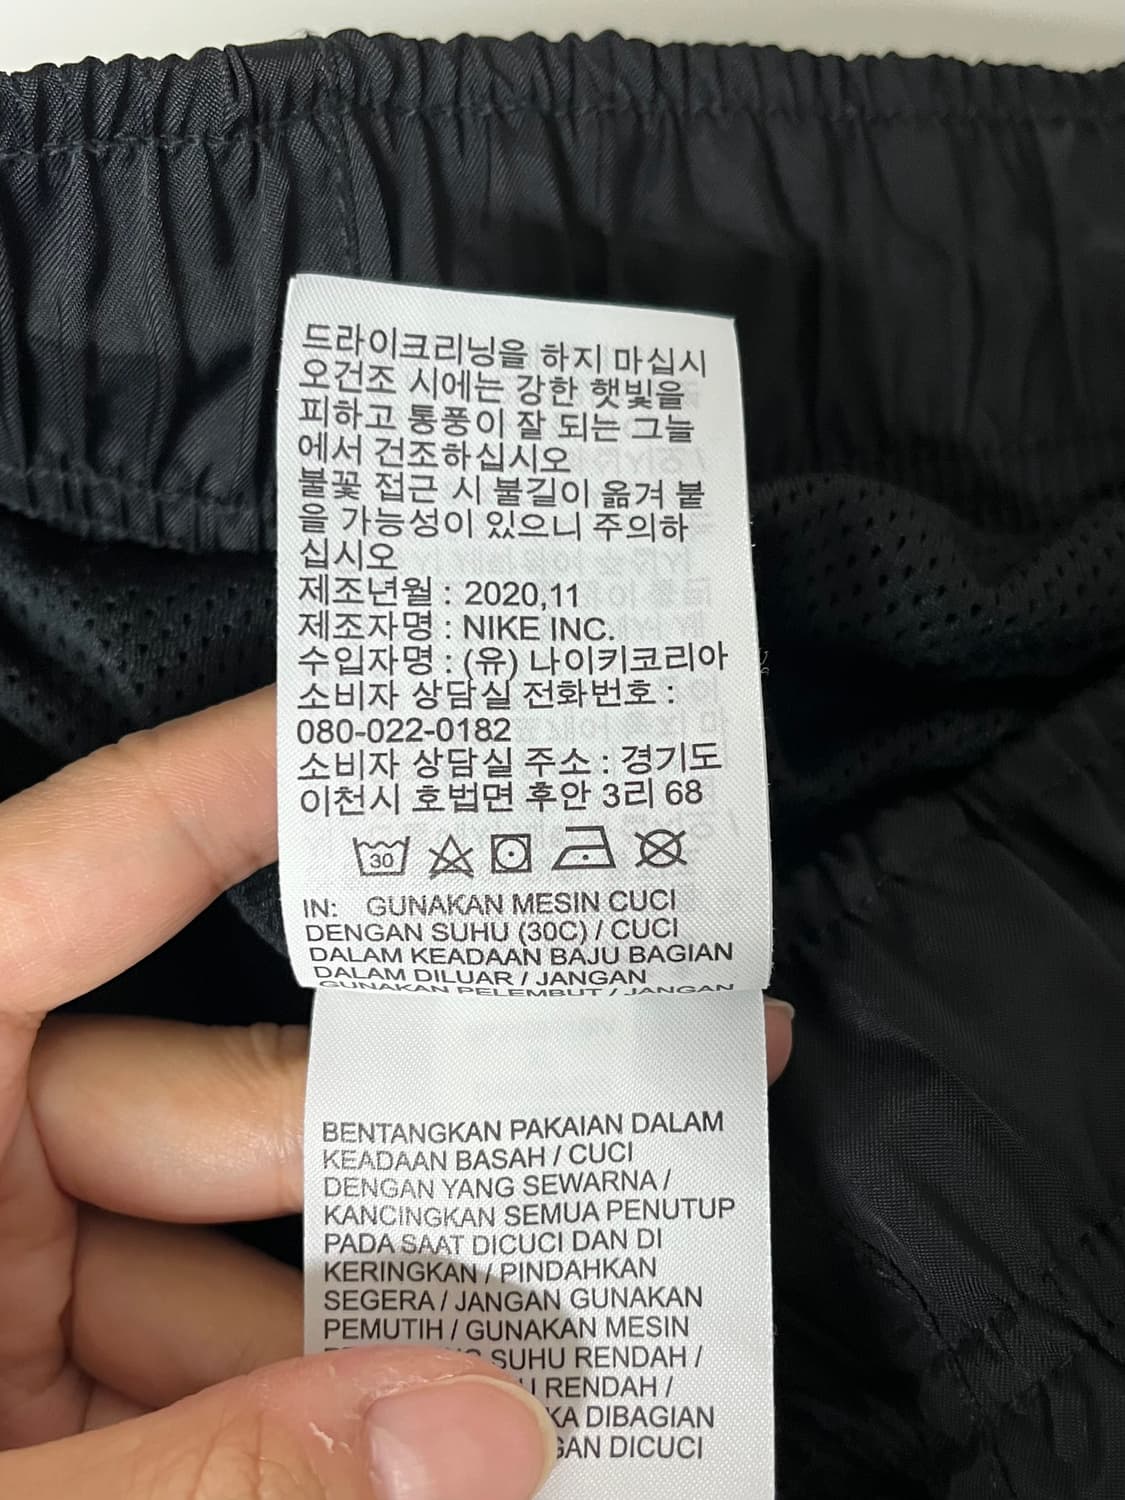 드라이크리닝을 하지 마십시
오건조 시에는 강한 햇빛을
피하고 통풍이 잘 되는 그늘
에서 건조하십시오
불꽃 접근 시 불길이 옮겨 붙
을 가능성이 있으니 주의하
십시오
제조년월 : 2020,11
제조자명 : NIKE INC.
수입자명 : (유) 나이키코리아
소비자 상담실 전화번호 :
080-022-0182
소비자 상담실 주소 : 경기도
이천시 호법면 후안 3리 68
30
IN: GUNAKAN MESIN CUCI
DENGAN SUHU (30C) / CUCI
DALAM KEADAAN BAJU BAGIAN
DALAM DILUAR / JANGAN
GUNAKAN PELEMBUT / JANGAN
BENTANGKAN PAKAIAN DALAM
KEADAAN BASAH / CUCI
DENGAN YANG SEWARNA /
KANCINGKAN SEMUA PENUTUP
PADA SAAT DICUCI DAN DI
KERINGKAN / PINDAHKAN
SEGERA / JANGAN GUNAKAN
PEMUTIH / GUNAKAN MESIN
SUHU RENDAH /
RENDAH /
DIBAGIAN
DICUCI